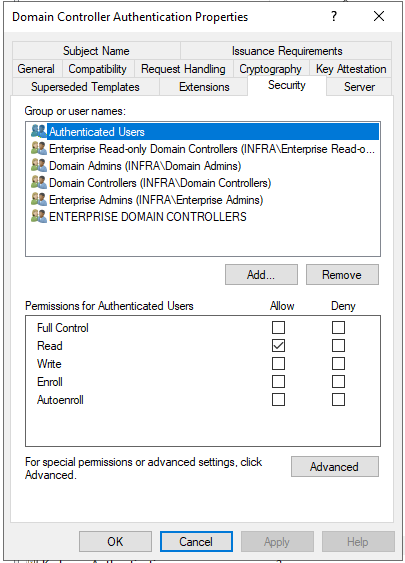 Domain Controller Authentication Properties
?
Subject Name
Issuance Requirements
General
Compatibility
Request Handling
Cryptography
Key Attestation
Superseded Templates
Extensions
Security
Server
Group or user names:
Authenticated Users
Enterprise Read-only Domain Controllers (INFRA\Enterprise Read-o...
Domain Admins (INFRA\Domain Admins)
Domain Controllers (INFRA\Domain Controllers)
Enterprise Admins (INFRA\Enterprise Admins)
ENTERPRISE DOMAIN CONTROLLERS
Add...
Remove
Permissions for Authenticated Users
Allow
Deny
Full Control
Read
Write
Enroll
Autoenroll
For special permissions or advanced settings, click
Advanced.
Advanced
OK
Cancel
Apply
Help